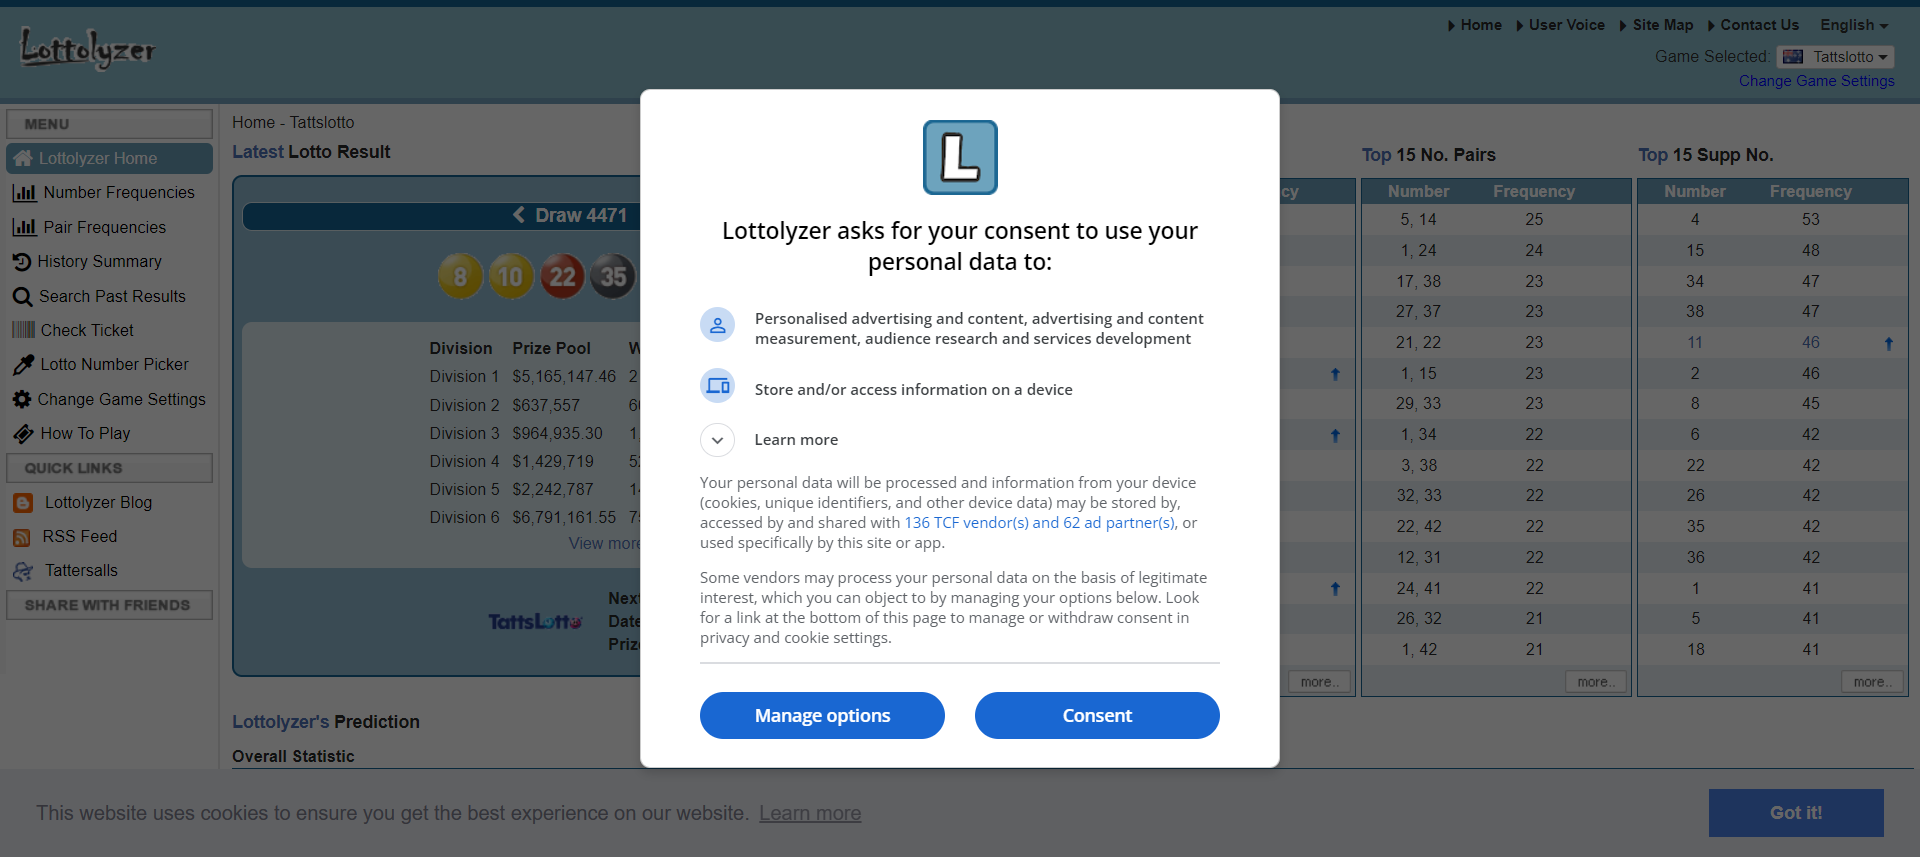 Lottolyzer
Home
User Voice
Site Map
Contact Us
English
Game Selected:
Tattslotto
Change Game Settings
MENU
Lottolyzer Home
Number Frequencies
Pair Frequencies
History Summary
Search Past Results
Check Ticket
Lotto Number Picker
Change Game Settings
How To Play
QUICK LINKS
Lottolyzer Blog
RSS Feed
Tattersalls
SHARE WITH FRIENDS
Home - Tattslotto
Latest Lotto Result
Draw 4471
8 10 22 35
Division Prize Pool W
Division 1 $5,165,147.46 2
Division 2 $637,557 6
Division 3 $964,935.30 1,
Division 4 $1,429,719 5
Division 5 $2,242,787 1
Division 6 $6,791,161.55 7
View more
TattsLotto
Next
Date
Prize
Lottolyzer's Prediction
Overall Statistic
L
Lottolyzer asks for your consent to use your
personal data to:
Personalised advertising and content, advertising and content
measurement, audience research and services development
Store and/or access information on a device
Learn more
Your personal data will be processed and information from your device
(cookies, unique identifiers, and other device data) may be stored by,
accessed by and shared with 136 TCF vendor(s) and 62 ad partner(s), or
used specifically by this site or app.
Some vendors may process your personal data on the basis of legitimate
interest, which you can object to by managing your options below. Look
for a link at the bottom of this page to manage or withdraw consent in
privacy and cookie settings.
Manage options
Consent
cy
more..
Top 15 No. Pairs
Number Frequency
5, 14 25
1, 24 24
17, 38 23
27, 37 23
21, 22 23
1, 15 23
29, 33 23
1, 34 22
3, 38 22
32, 33 22
22, 42 22
12, 31 22
24, 41 22
26, 32 21
1, 42 21
more..
Top 15 Supp No.
Number Frequency
4 53
15 48
34 47
38 47
11 46
2 46
8 45
6 42
22 42
26 42
35 42
36 42
1 41
5 41
18 41
more..
This website uses cookies to ensure you get the best experience on our website. Learn more
Got it!